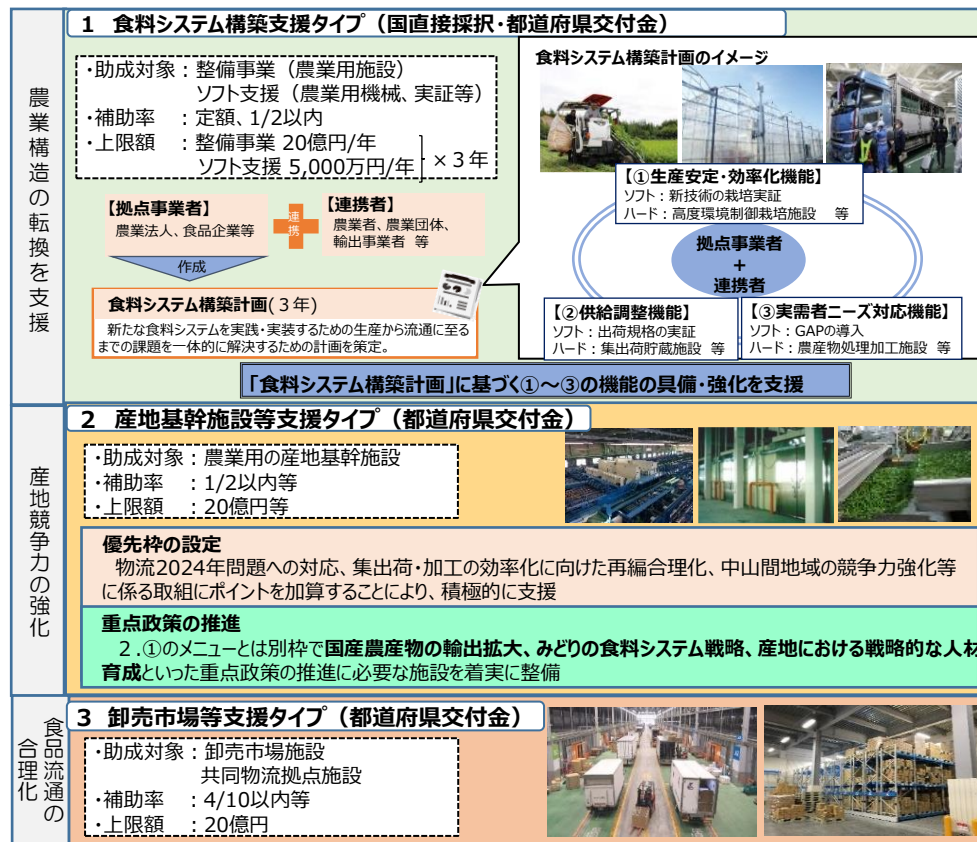 農業構造の転換を支援
1 食料システム構築支援タイプ（国直接採択・都道府県交付金）
・助成対象：整備事業（農業用施設）
ソフト支援（農業用機械、実証等）
・補助率 ：定額、1/2以内
・上限額 ：整備事業 20億円/年
ソフト支援 5,000万円/年
×３年
【拠点事業者】
農業法人、食品企業等
連携
【連携者】
農業者、農業団体、
輸出事業者 等
作成
食料システム構築計画(３年)
新たな食料システムを実践・実装するための生産から流通に至る
までの課題を一体的に解決するための計画を策定。
食料システム構築計画のイメージ
【①生産安定・効率化機能】
ソフト：新技術の栽培実証
ハード：高度環境制御栽培施設 等
拠点事業者
+
連携者
【②供給調整機能】
ソフト：出荷規格の実証
ハード：集出荷貯蔵施設 等
【③実需者ニーズ対応機能】
ソフト：GAPの導入
ハード：農産物処理加工施設 等
「食料システム構築計画」に基づく①～③の機能の具備・強化を支援
産地競争力の強化
2 産地基幹施設等支援タイプ（都道府県交付金）
・助成対象：農業用の産地基幹施設
・補助率 ：1/2以内等
・上限額 ：20億円等
優先枠の設定
物流2024年問題への対応、集出荷・加工の効率化に向けた再編合理化、中山間地域の競争力強化等
に係る取組にポイントを加算することにより、積極的に支援
重点政策の推進
２.①のメニューとは別枠で国産農産物の輸出拡大、みどりの食料システム戦略、産地における戦略的な人材
育成といった重点政策の推進に必要な施設を着実に整備
食品流通の
合理化
3 卸売市場等支援タイプ（都道府県交付金）
・助成対象：卸売市場施設
共同物流拠点施設
・補助率 ：4/10以内等
・上限額 ：20億円